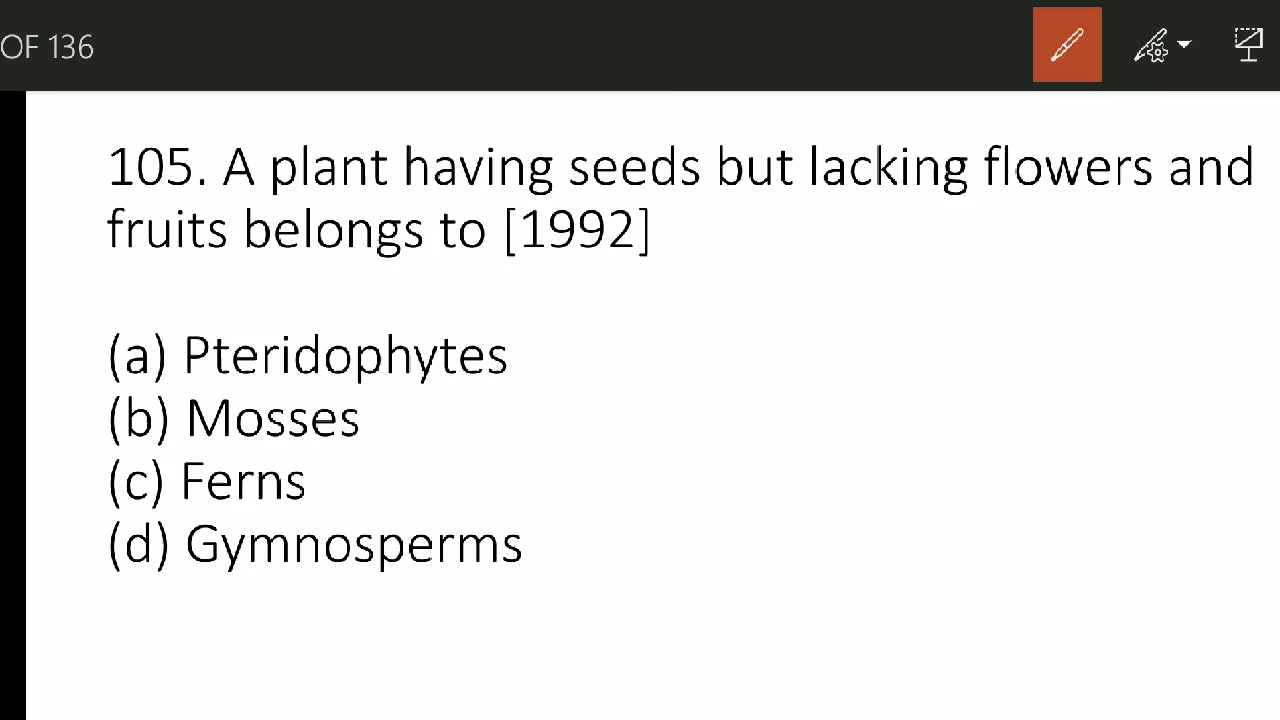 OF 136
105. A plant having seeds but lacking flowers and
fruits belongs to [1992]
(a) Pteridophytes
(b) Mosses
(c) Ferns
(d) Gymnosperms